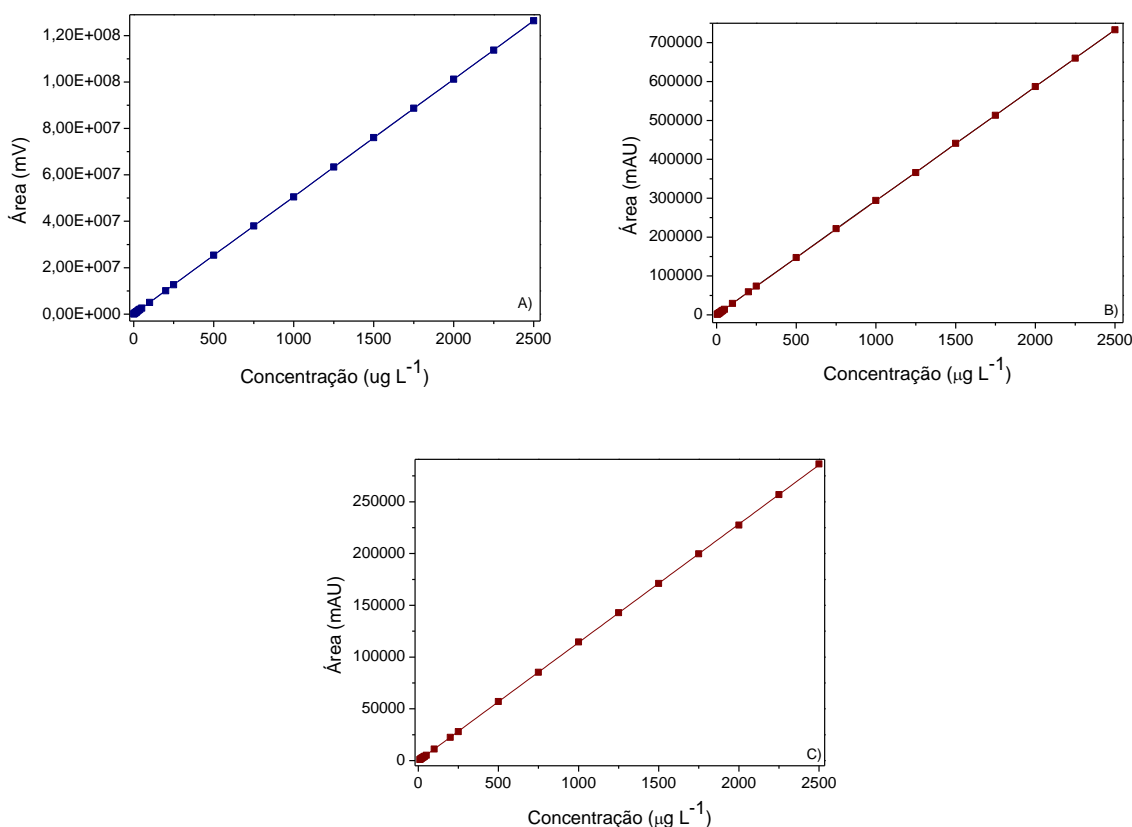 1,20E+008
1,00E+008
8,00E+007
6,00E+007
4,00E+007
2,00E+007
0,00E+000
Área (mV)
A)
0 500 1000 1500 2000 2500
Concentração (ug L-1)
700000
600000
500000
400000
300000
200000
100000
0
Área (mAU)
B)
0 500 1000 1500 2000 2500
Concentração (μg L-1)
250000
200000
150000
100000
50000
0
Área (mAU)
C)
0 500 1000 1500 2000 2500
Concentração (μg L-1)